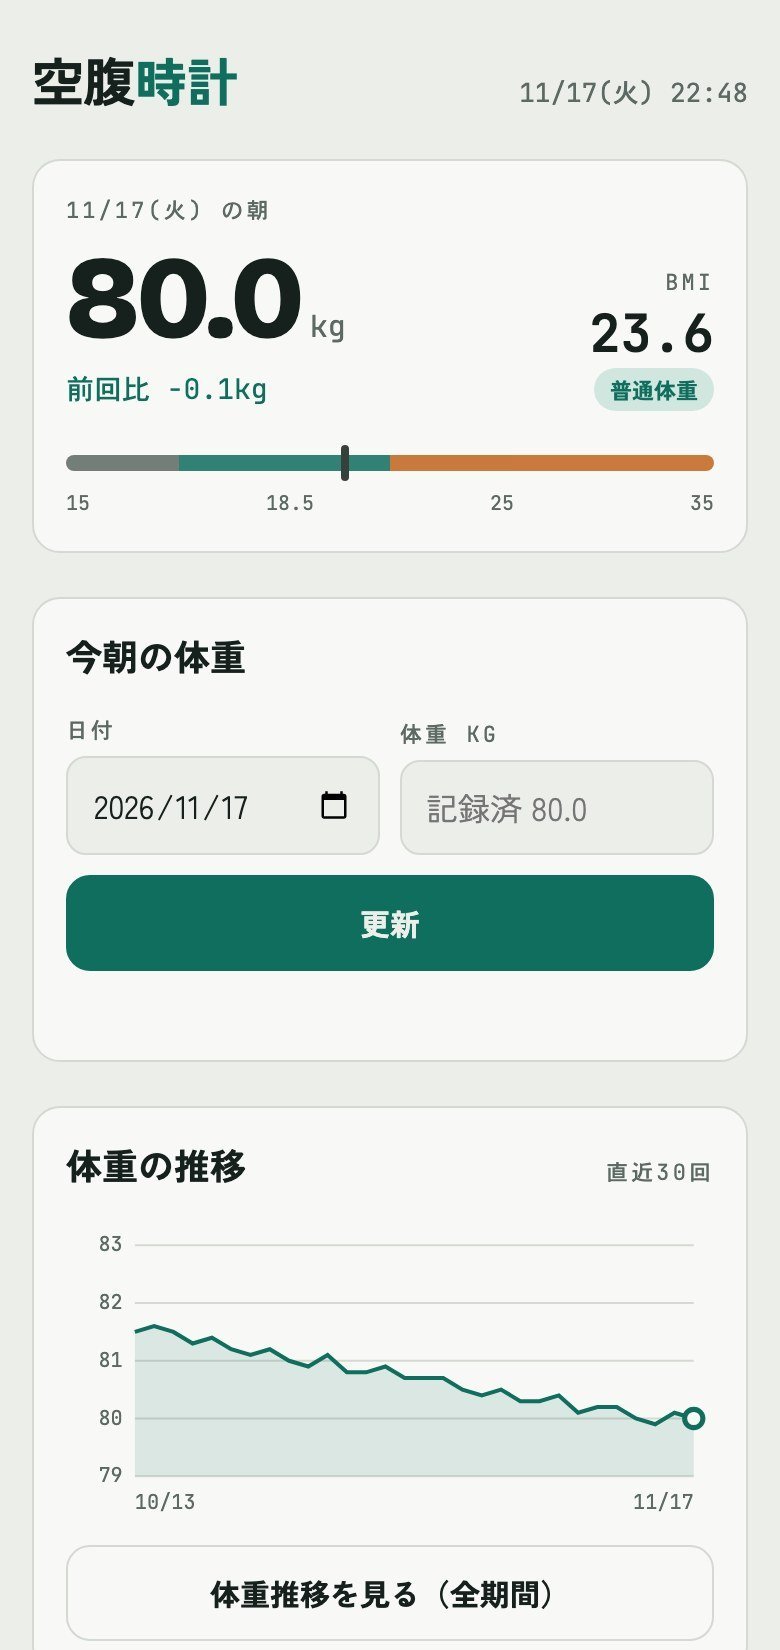 空腹時計
11/17(火) 22:48
11/17(火) の朝
80.0 kg
BMI
23.6
前回比 -0.1kg
普通体重
15 18.5 25 35
今朝の体重
日付
体重 KG
2026/11/17
記録済 80.0
更新
体重の推移
直近30回
83
82
81
80
79
10/13 11/17
体重推移を見る（全期間）